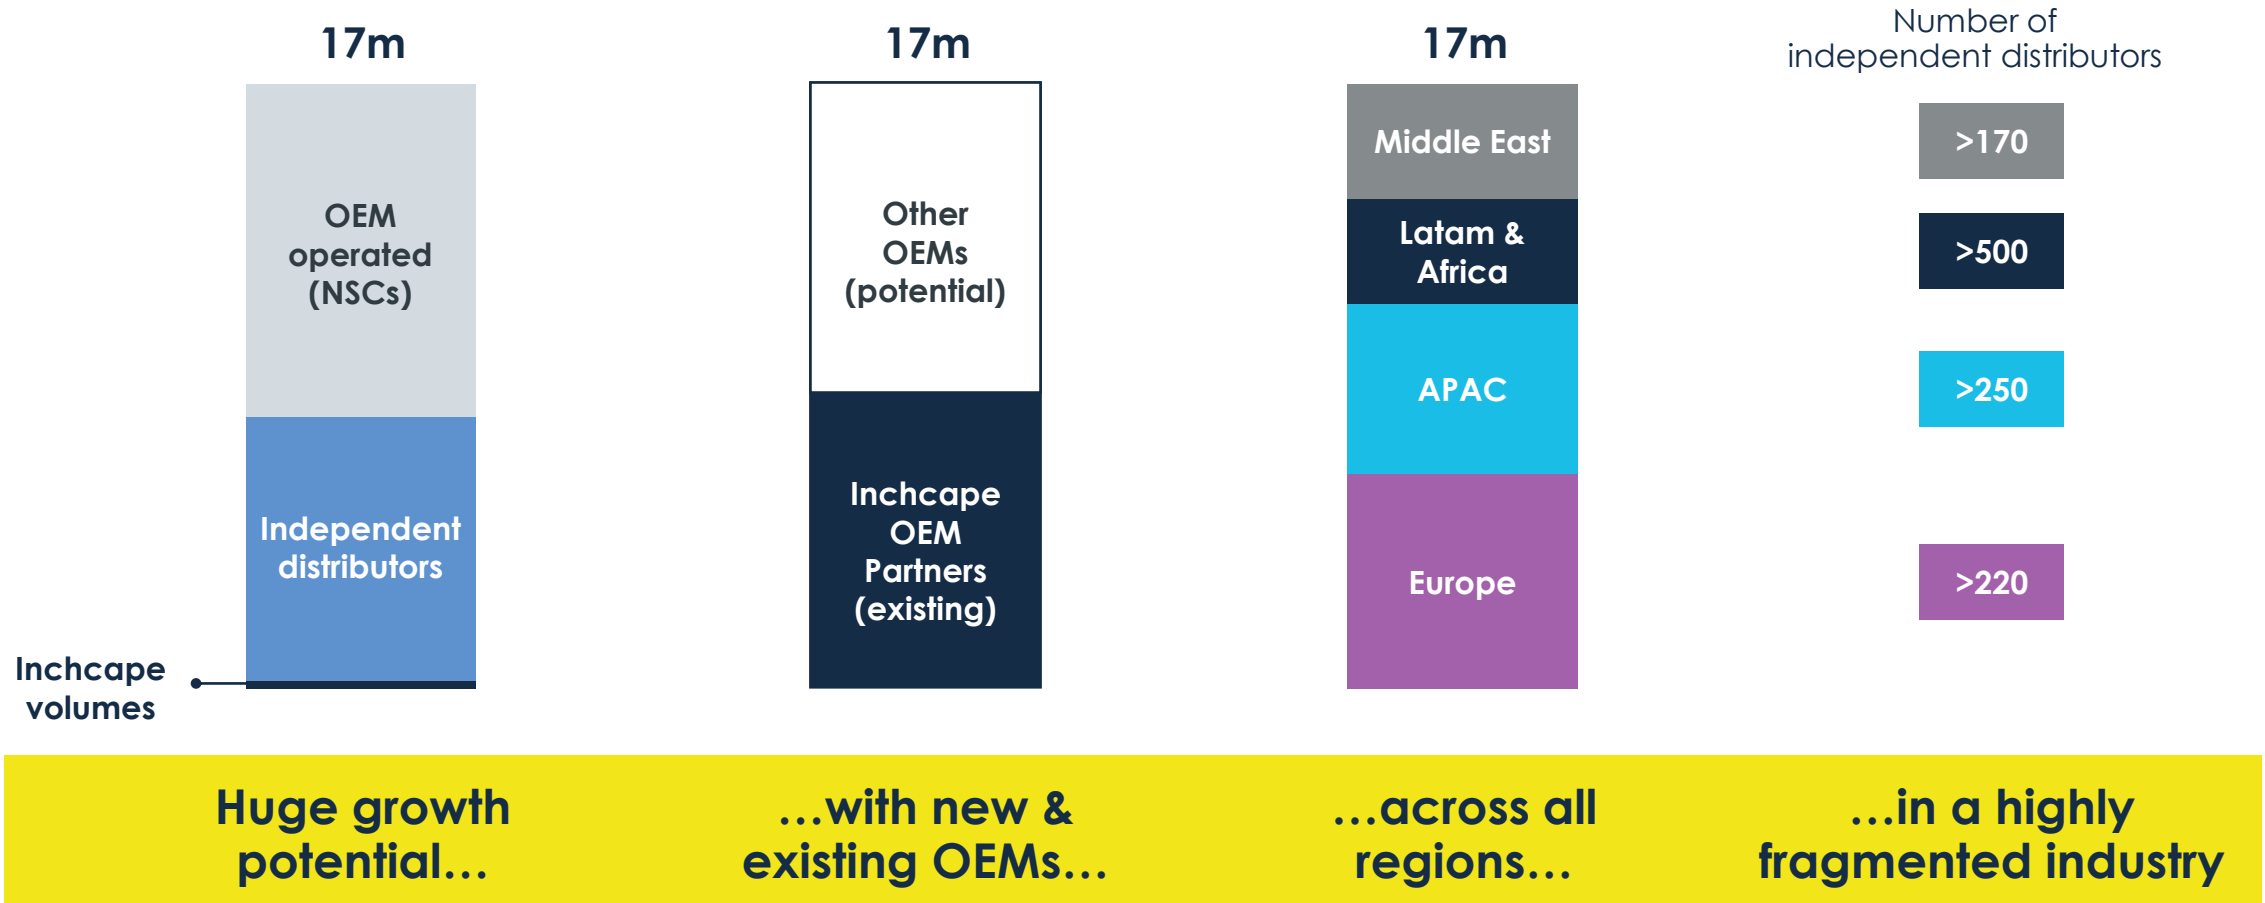 17m
OEM
operated
(NSCs)
Independent
distributors
Inchcape
volumes
17m
Other
OEMs
(potential)
Inchcape
OEM
Partners
(existing)
17m
Middle East
Latam &
Africa
APAC
Europe
Number of
independent distributors
>170
>500
>250
>220
Huge growth
potential…
…with new &
existing OEMs…
…across all
regions…
…in a highly
fragmented industry